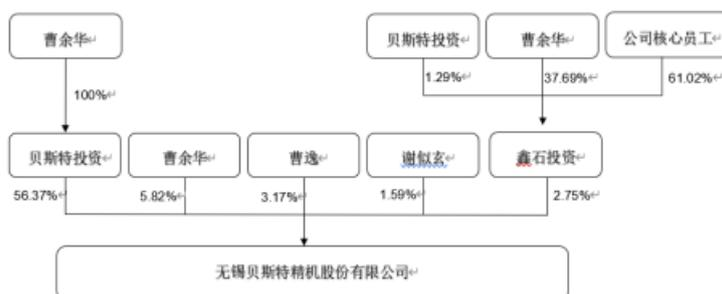 曹余华
贝斯特投资
曹余华
公司核心员工
1.29%
37.69%
61.02%
100%
贝斯特投资
曹余华
曹逸
谢似玄
鑫石投资
56.37%
5.82%
3.17%
1.59%
2.75%
无锡贝斯特精机股份有限公司